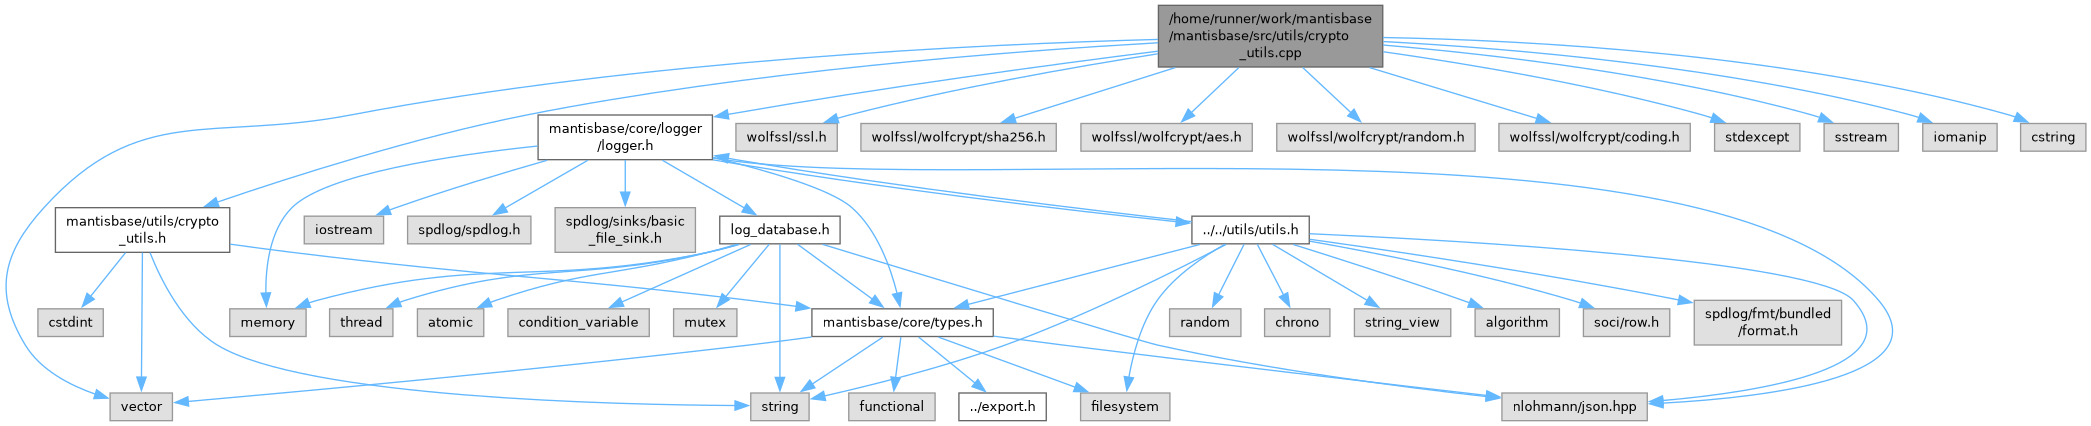 /home/runner/work/mantisbase
/mantisbase/src/utils/crypto
_utils.cpp
mantisbase/core/logger
/logger.h
wolfssl/ssl.h
wolfssl/wolfcrypt/sha256.h
wolfssl/wolfcrypt/aes.h
wolfssl/wolfcrypt/random.h
wolfssl/wolfcrypt/coding.h
stdexcept
sstream
iomanip
cstring
mantisbase/utils/crypto
_utils.h
iostream
spdlog/spdlog.h
spdlog/sinks/basic
_file_sink.h
log_database.h
../../utils/utils.h
cstdint
memory
thread
atomic
condition_variable
mutex
mantisbase/core/types.h
random
chrono
string_view
algorithm
soci/row.h
spdlog/fmt/bundled
/format.h
vector
string
functional
../export.h
filesystem
nlohmann/json.hpp